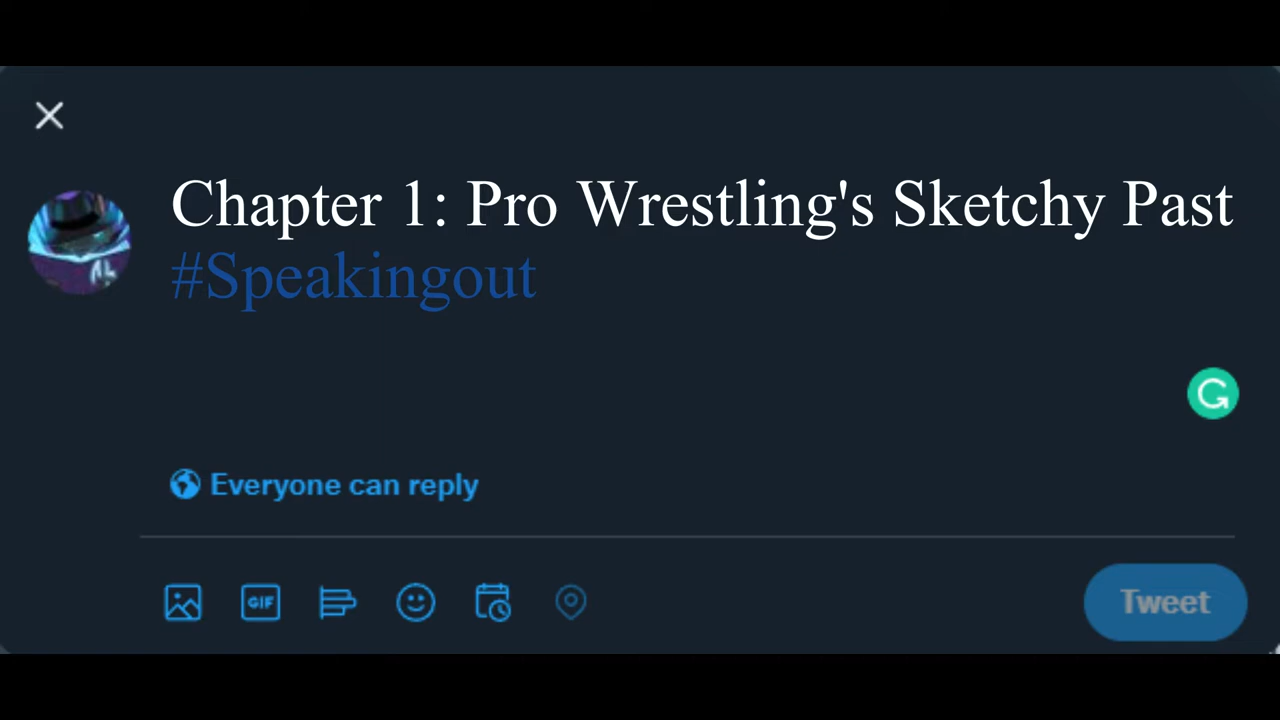 Chapter 1: Pro Wrestling's Sketchy Past
#Speakingout
Everyone can reply
GIF
Tweet